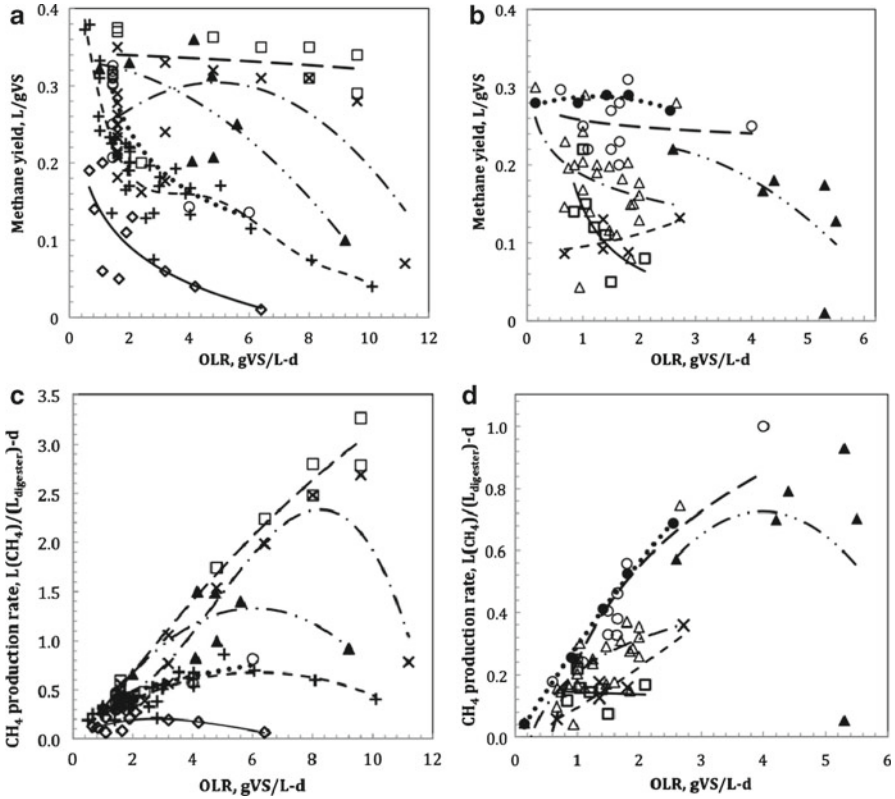 a
0.4
0.3
0.2
0.1
0
Methane yield, L/gVS
0 2 4 6 8 10 12
OLR, gVS/L-d
b
0.4
0.3
0.2
0.1
0
Methane yield, L/gVS
0 1 2 3 4 5 6
OLR, gVS/L-d
c
3.5
3.0
2.5
2.0
1.5
1.0
0.5
0.0
CH₄ production rate, L(CH₄)/(L_digester)-d
0 2 4 6 8 10 12
OLR, gVS/L-d
d
1.0
0.8
0.6
0.4
0.2
0.0
CH₄ production rate, L(CH₄)/(L_digester)-d
0 1 2 3 4 5 6
OLR, gVS/L-d